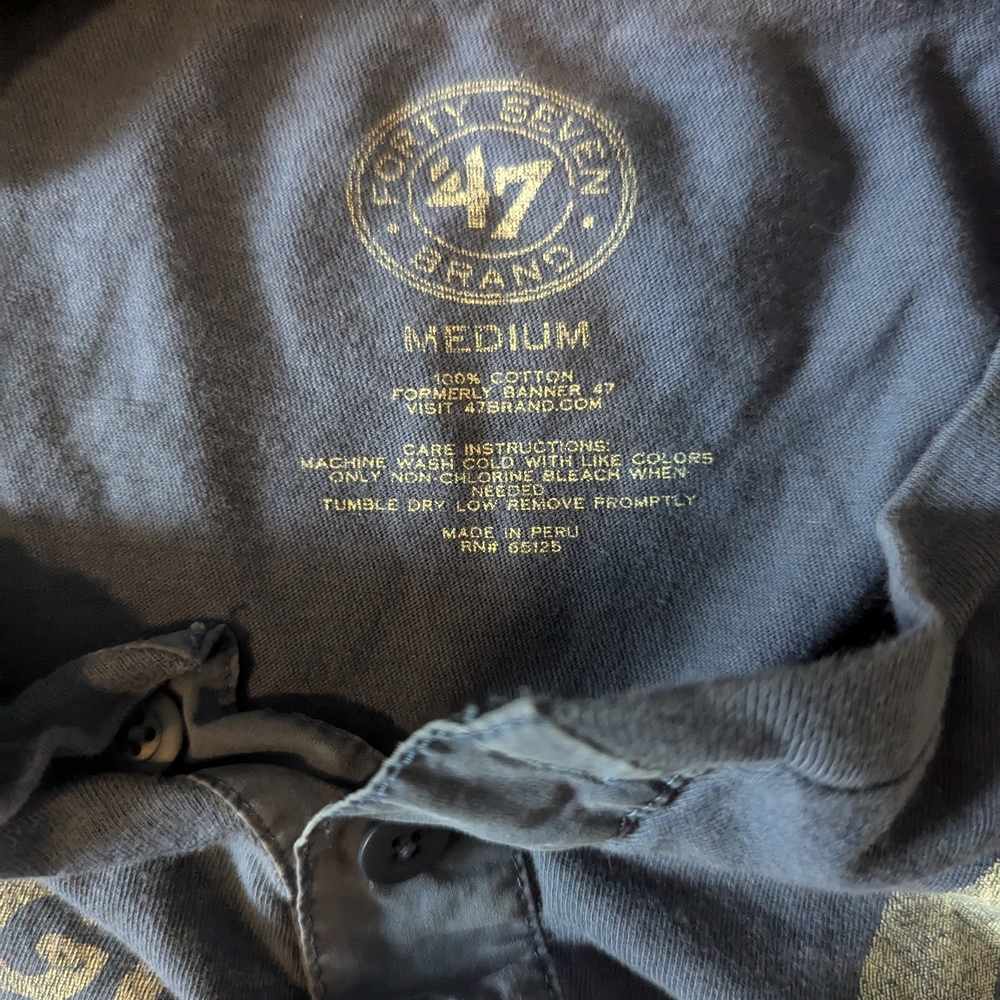 FORTY SEVEN
47
BRAND
MEDIUM
100% COTTON
FORMERLY BANNER 47
VISIT 47BRAND.COM
CARE INSTRUCTIONS:
MACHINE WASH COLD WITH LIKE COLORS
ONLY NON-CHLORINE BLEACH WHEN
NEEDED
TUMBLE DRY LOW REMOVE PROMPTLY
MADE IN PERU
RN# 65125